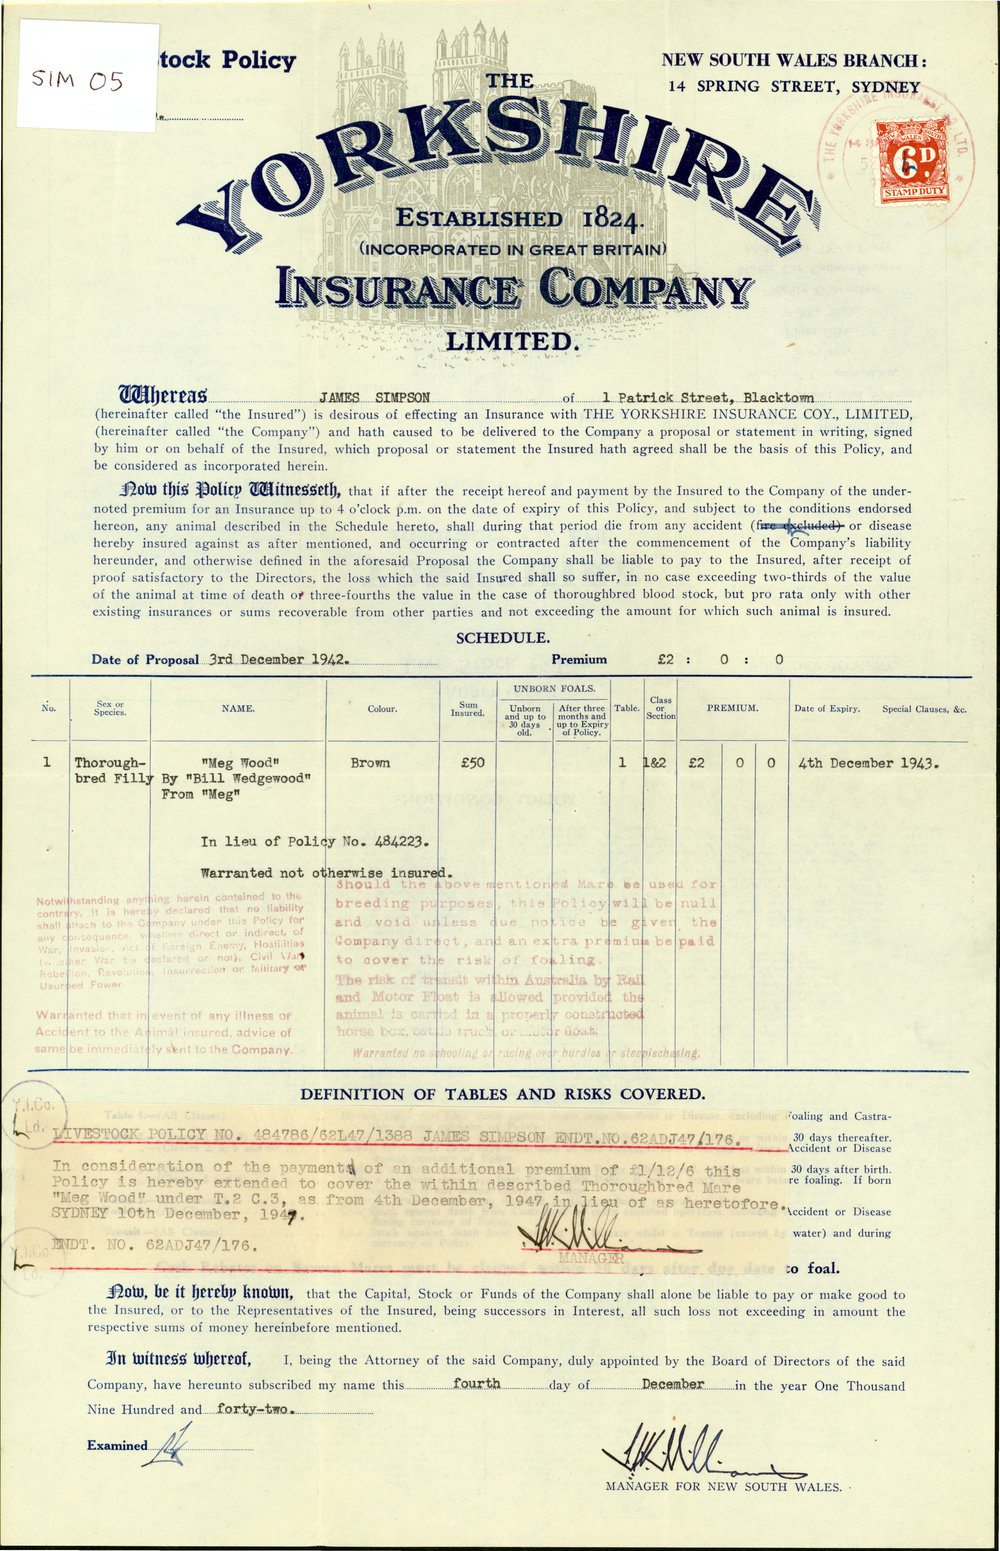 SIM 05
tock Policy
NEW SOUTH WALES BRANCH:
14 SPRING STREET, SYDNEY
THE YORKSHIRE INSURANCE CO LTD.
6D.
STAMP DUTY
THE
YORKSHIRE
ESTABLISHED 1824.
(INCORPORATED IN GREAT BRITAIN)
INSURANCE COMPANY
LIMITED.
Whereas JAMES SIMPSON of 1 Patrick Street, Blacktown
(hereinafter called "the Insured") is desirous of effecting an Insurance with THE YORKSHIRE INSURANCE COY., LIMITED,
(hereinafter called "the Company") and hath caused to be delivered to the Company a proposal or statement in writing, signed
by him or on behalf of the Insured, which proposal or statement the Insured hath agreed shall be the basis of this Policy, and
be considered as incorporated herein.
Now this Policy Witnesseth, that if after the receipt hereof and payment by the Insured to the Company of the under-
noted premium for an Insurance up to 4 o'clock p.m. on the date of expiry of this Policy, and subject to the conditions endorsed
hereon, any animal described in the Schedule hereto, shall during that period die from any accident (fire excluded) or disease
hereby insured against as after mentioned, and occurring or contracted after the commencement of the Company's liability
hereunder, and otherwise defined in the aforesaid Proposal the Company shall be liable to pay to the Insured, after receipt of
proof satisfactory to the Directors, the loss which the said Insured shall so suffer, in no case exceeding two-thirds of the value
of the animal at time of death or three-fourths the value in the case of thoroughbred blood stock, but pro rata only with other
existing insurances or sums recoverable from other parties and not exceeding the amount for which such animal is insured.
SCHEDULE.
Date of Proposal 3rd December 1942. Premium £2 : 0 : 0
No. Sex or Species. NAME. Colour. Sum Insured. UNBORN FOALS. Unborn and up to 30 days old. After three months and up to Expiry of Policy. Table. Class or Section PREMIUM. Date of Expiry. Special Clauses, &c.
1 Thorough- "Meg Wood" Brown £50 1 1&2 £2 0 0 4th December 1943.
bred Filly By "Bill Wedgewood"
From "Meg"
In lieu of Policy No. 484223.
Warranted not otherwise insured.
Notwithstanding anything herein contained to the
contrary, it is hereby declared that no liability
shall attach to the Company under this Policy for
any consequence, whether direct or indirect, of
War, Invasion, Act of Foreign Enemy, Hostilities
(whether War be declared or not), Civil War,
Rebellion, Revolution, Insurrection or Military or
Usurped Power.
Warranted that in event of any illness or
Accident to the Animal insured, advice of
same be immediately sent to the Company.
Should the above mentioned Mare be used for
breeding purposes, this Policy will be null
and void unless due notice be given the
Company direct, and an extra premium be paid
to cover the risk of foaling.
The risk of transit within Australia by Rail
and Motor Float is allowed provided the
animal is carried in a properly constructed
horse box, cattle truck or motor float.
Warranted no schooling or racing over hurdles or steeplechasing.
DEFINITION OF TABLES AND RISKS COVERED.
Y.I.Co.
Ld.
Foaling and Castra-
30 days thereafter.
Accident or Disease
30 days after birth.
re foaling. If born
Accident or Disease
water) and during
to foal.
LIVESTOCK POLICY NO. 484786/62L47/1388 JAMES SIMPSON ENDT.NO.62ADJ47/176.
In consideration of the payment of an additional premium of £1/12/6 this
Policy is hereby extended to cover the within described Thoroughbred Mare
"Meg Wood" under T.2 C.3, as from 4th December, 1947 in lieu of as heretofore.
SYDNEY 10th December, 1947.
ENDT. NO. 62ADJ47/176.
MANAGER
Y.I.Co.
Ld.
Now, be it hereby known, that the Capital, Stock or Funds of the Company shall alone be liable to pay or make good to
the Insured, or to the Representatives of the Insured, being successors in Interest, all such loss not exceeding in amount the
respective sums of money hereinbefore mentioned.
In witness whereof, I, being the Attorney of the said Company, duly appointed by the Board of Directors of the said
Company, have hereunto subscribed my name this fourth day of December in the year One Thousand
Nine Hundred and forty-two.
Examined
MANAGER FOR NEW SOUTH WALES.